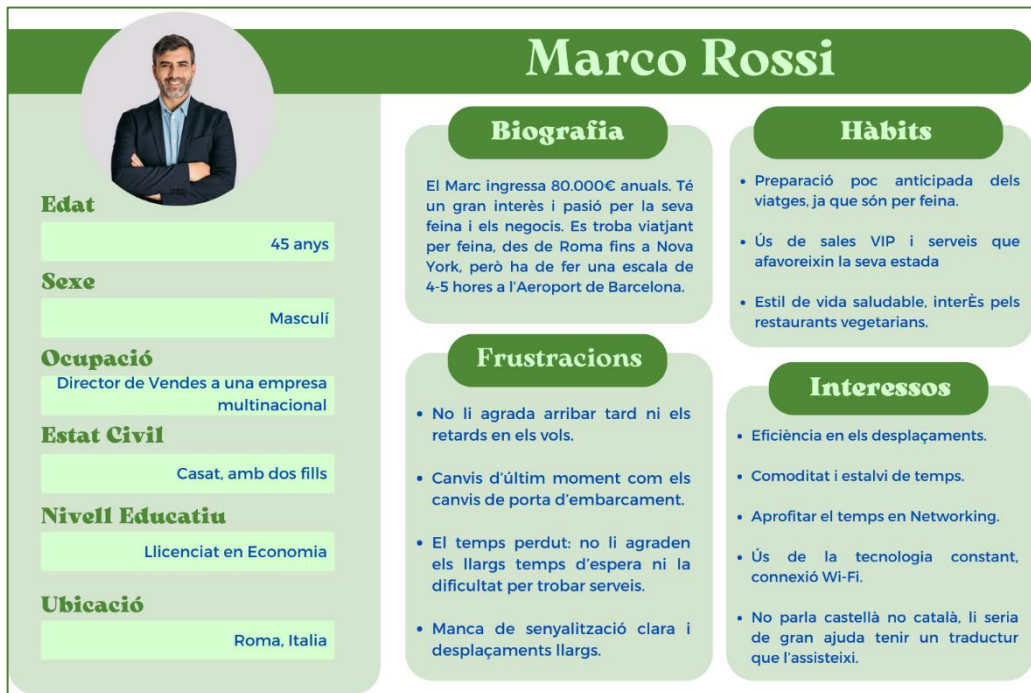 Marco Rossi
Edat
45 anys
Sexe
Masculí
Ocupació
Director de Vendes a una empresa
multinacional
Estat Civil
Casat, amb dos fills
Nivell Educatiu
Llicenciat en Economia
Ubicació
Roma, Italia
Biografia
El Marc ingressa 80.000€ anuals. Té
un gran interès i pasió per la seva
feina i els negocis. Es troba viatjant
per feina, des de Roma fins a Nova
York, però ha de fer una escala de
4-5 hores a l'Aeroport de Barcelona.
Frustracions
• No li agrada arribar tard ni els
retards en els vols.
• Canvis d'últim moment com els
canvis de porta d'embarcament.
• El temps perdut: no li agraden
els llargs temps d'espera ni la
dificultat per trobar serveis.
• Manca de senyalització clara i
desplaçaments llargs.
Hàbits
• Preparació poc anticipada dels
viatges, ja que són per feina.
• Ús de sales VIP i serveis que
afavoreixin la seva estada
• Estil de vida saludable, interÈs pels
restaurants vegetarians.
Interessos
• Eficiència en els desplaçaments.
• Comoditat i estalvi de temps.
• Aprofitar el temps en Networking.
• Ús de la tecnologia constant,
connexió Wi-Fi.
• No parla castellà no català, li seria
de gran ajuda tenir un traductur
que l'assisteixi.